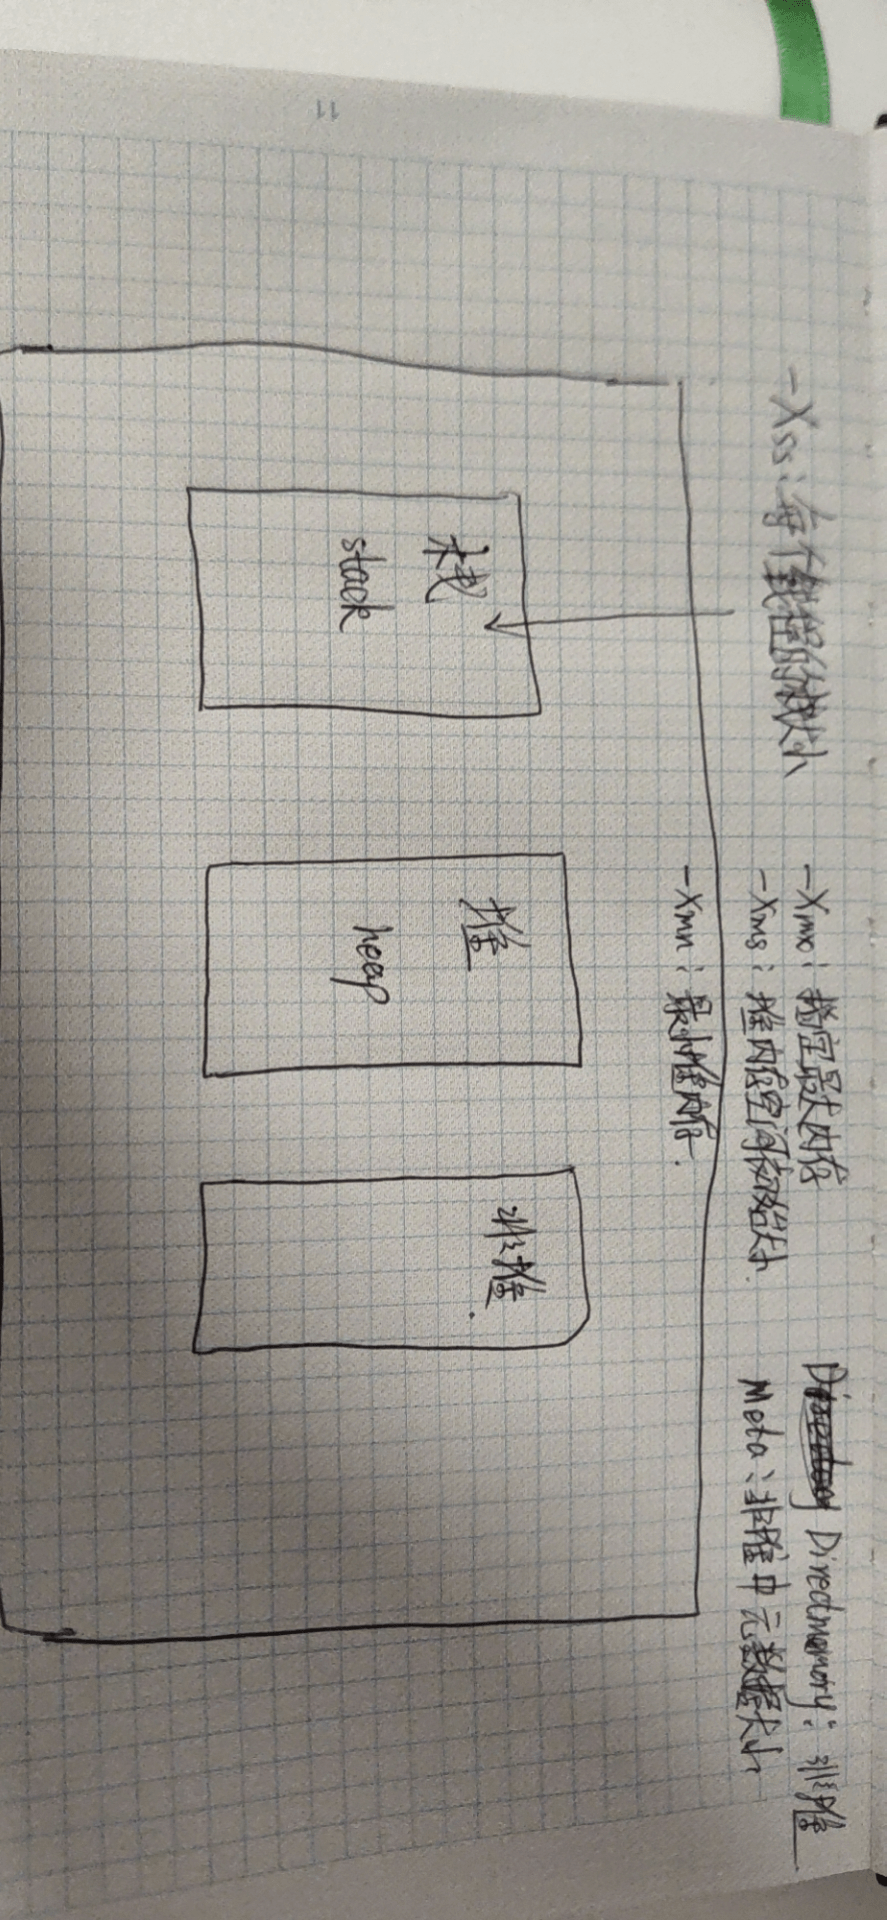 11
-Xss:每个线程的栈大小
-Xmx:指定最大内存
-Xms:堆内存空间初始大小
-Xmn:最小堆内存.
Directmemory:非堆
Meta:非堆中元数据大小
栈
stack
堆
heap
非堆